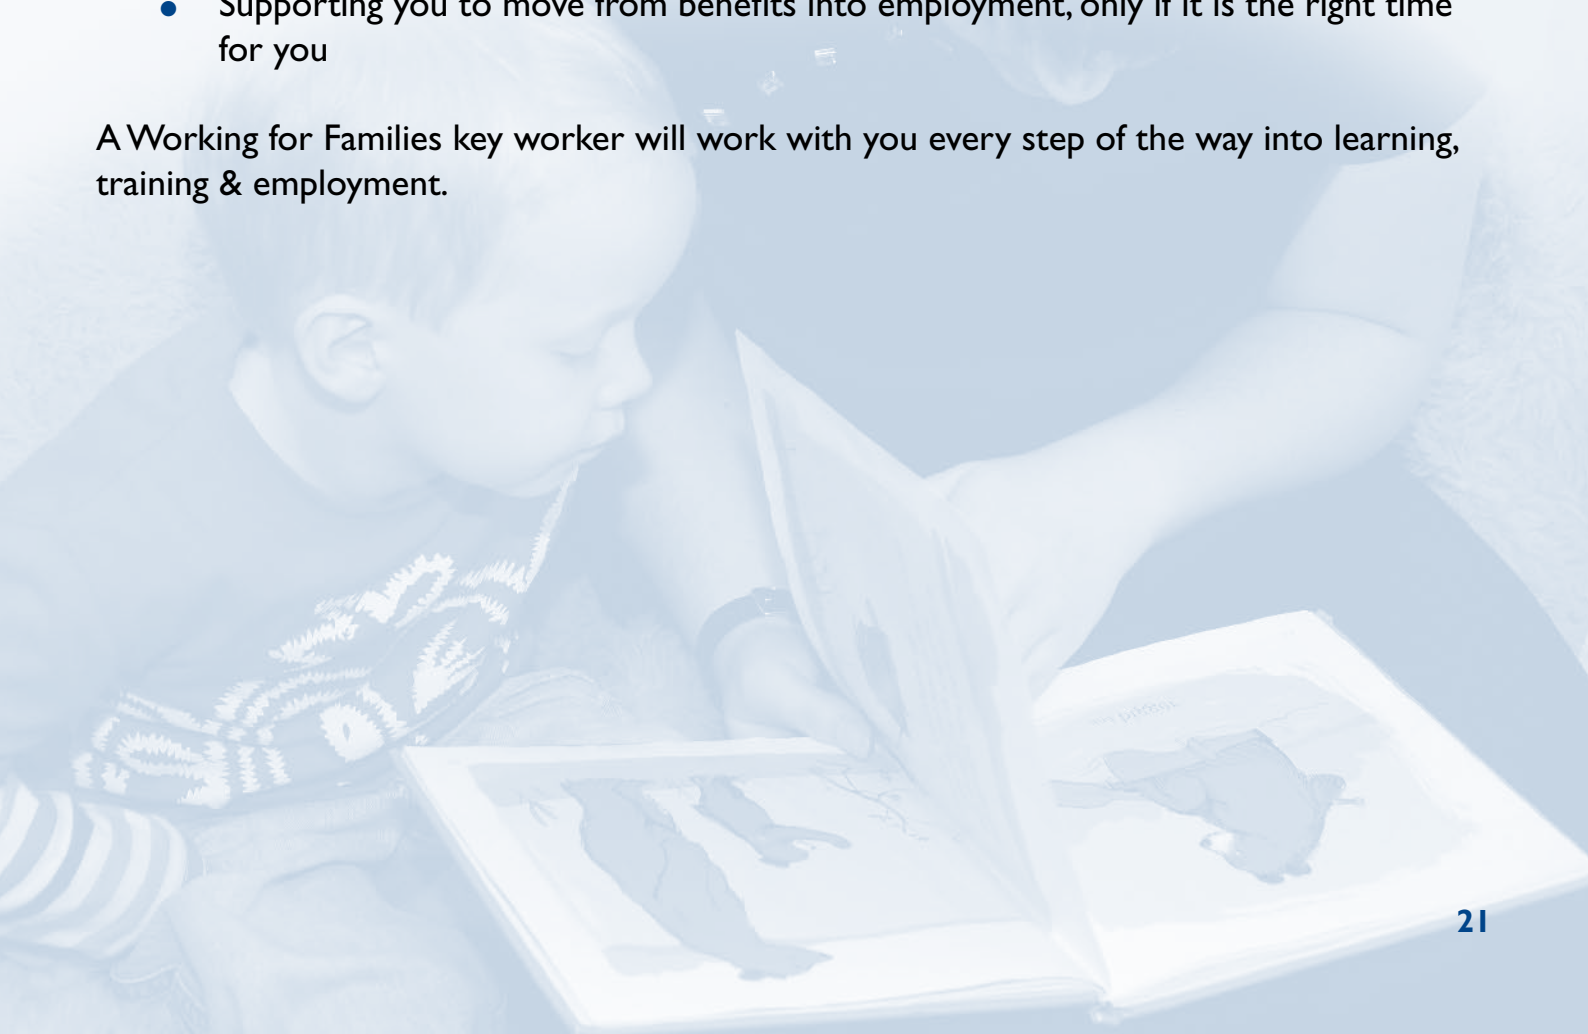 • Supporting you to move from benefits into employment, only if it is the right time
for you
A Working for Families key worker will work with you every step of the way into learning,
training & employment.
21